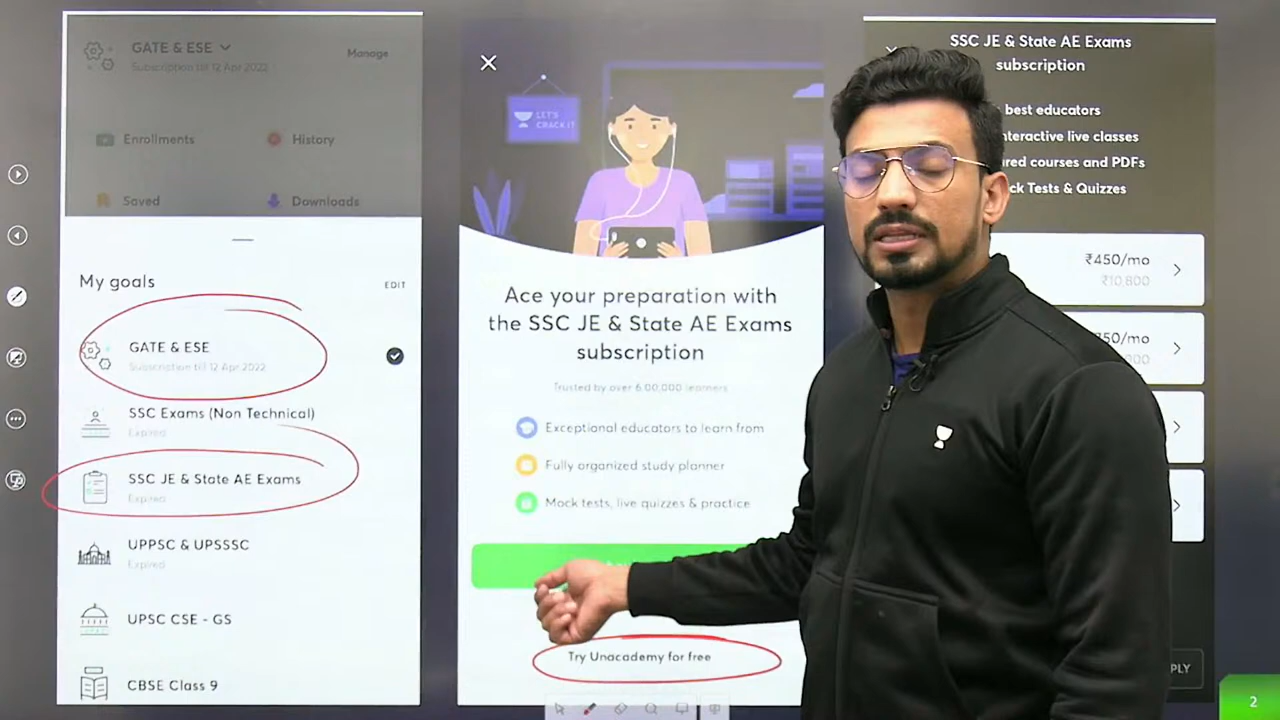 GATE & ESE
Subscription till 12 Apr 2022
Manage
Enrollments
History
Saved
Downloads
My goals
EDIT
GATE & ESE
Subscription till 12 Apr 2022
SSC Exams (Non Technical)
Expired
SSC JE & State AE Exams
Expired
UPPSC & UPSSSC
Expired
UPSC CSE - GS
CBSE Class 9
LET'S
CRACK IT
Ace your preparation with
the SSC JE & State AE Exams
subscription
Trusted by over 6,00,000 learners
Exceptional educators to learn from
Fully organized study planner
Mock tests, live quizzes & practice
Try Unacademy for free
SSC JE & State AE Exams
subscription
best educators
live classes
courses and PDFs
Tests & Quizzes
₹450/mo
₹10,800
2